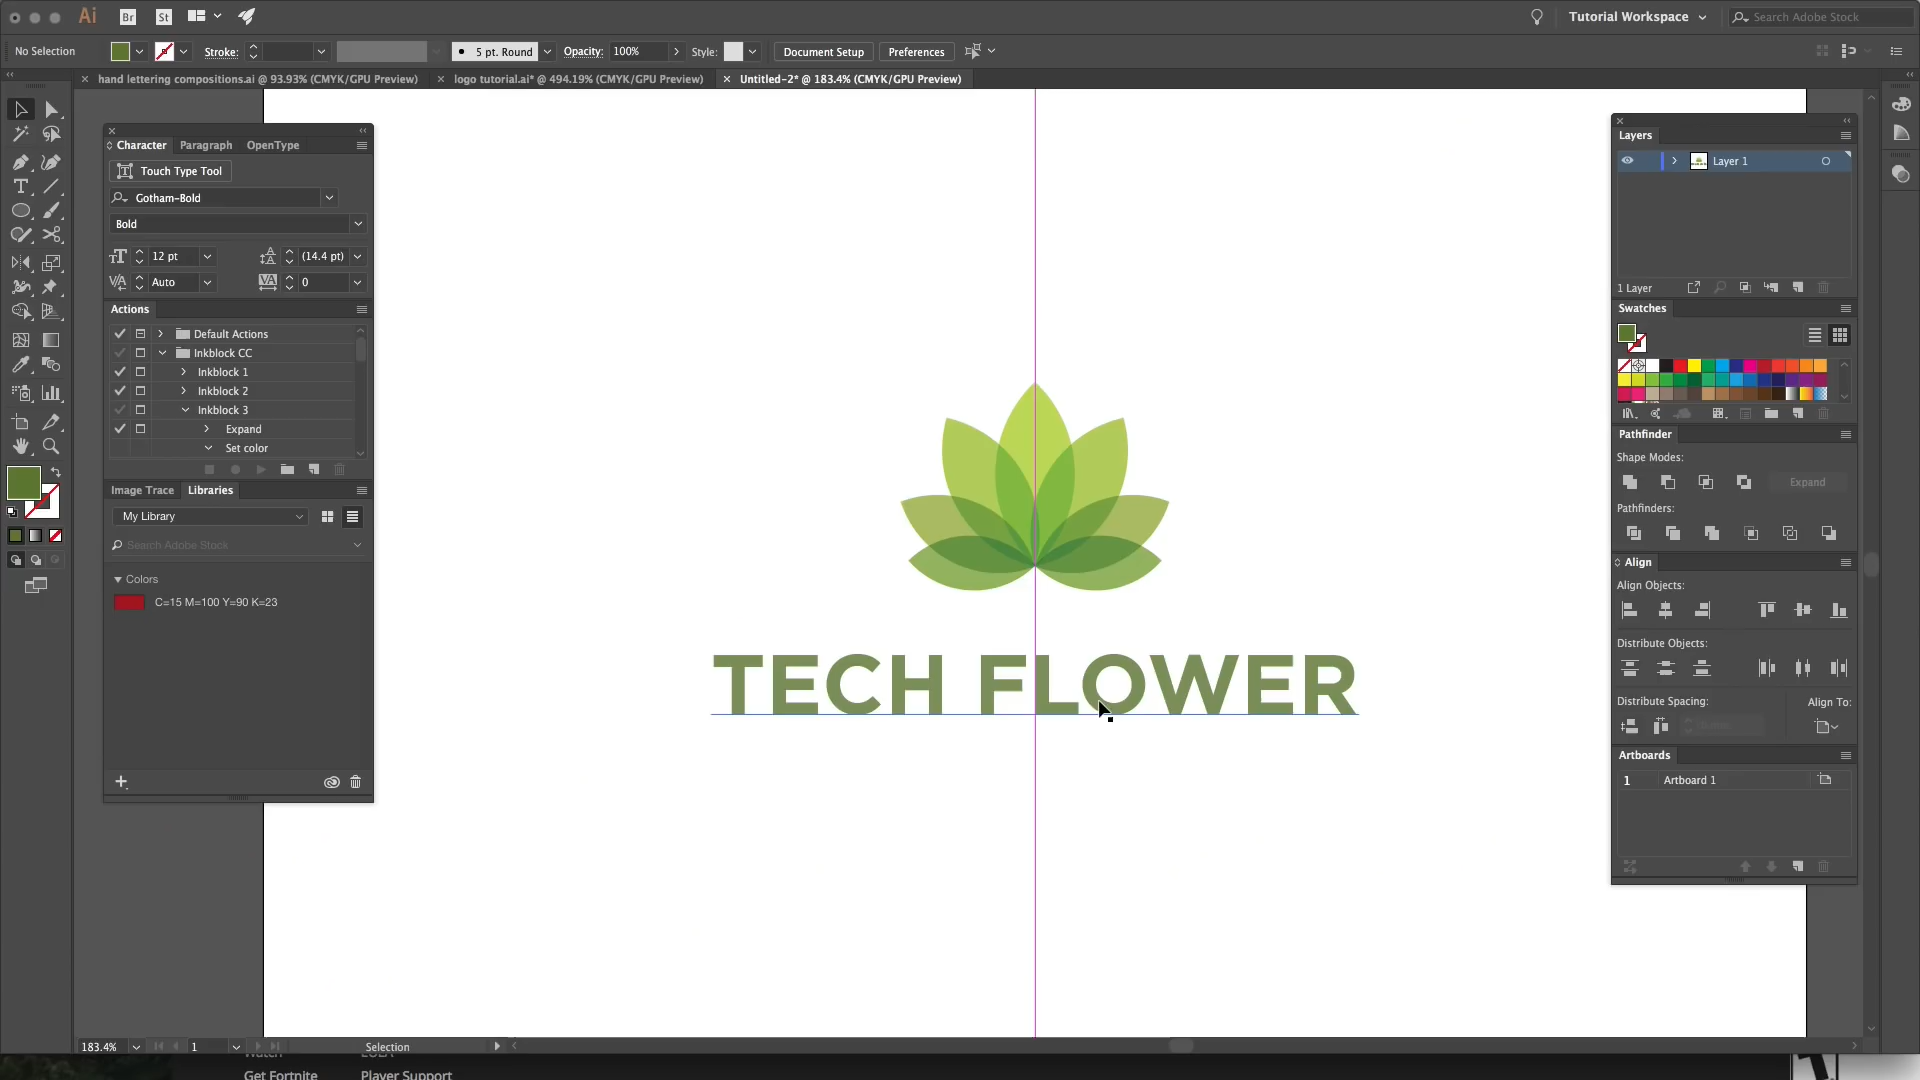 Ai Br St Tutorial Workspace Search Adobe Stock
No Selection Stroke: 5 pt. Round Opacity: 100% Style: Document Setup Preferences
hand lettering compositions.ai @ 93.93% (CMYK/GPU Preview) logo tutorial.ai* @ 494.19% (CMYK/GPU Preview) Untitled-2* @ 183.4% (CMYK/GPU Preview)
Character Paragraph OpenType
Touch Type Tool
Gotham-Bold
Bold
12 pt (14.4 pt)
Auto 0
Actions
Default Actions
Inkblock CC
Inkblock 1
Inkblock 2
Inkblock 3
Expand
Set color
Image Trace Libraries
My Library
Search Adobe Stock
Colors
C=15 M=100 Y=90 K=23
TECH FLOWER
Layers
Layer 1
1 Layer
Swatches
Pathfinder
Shape Modes:
Expand
Pathfinders:
Align
Align Objects:
Distribute Objects:
Distribute Spacing: Align To:
Artboards
1 Artboard 1
183.4% 1 Selection
Watch
Get Fortnite Player Support